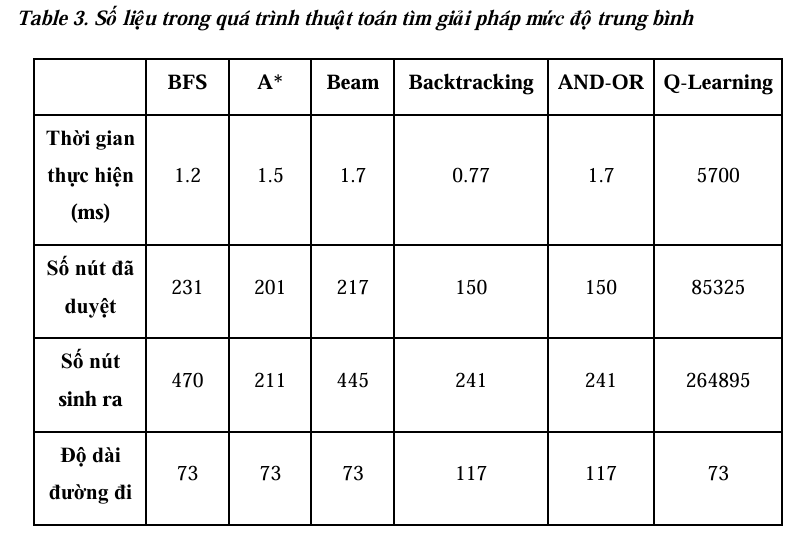 Table 3. Số liệu trong quá trình thuật toán tìm giải pháp mức độ trung bình
BFS A* Beam Backtracking AND-OR Q-Learning
Thời gian
thực hiện 1.2 1.5 1.7 0.77 1.7 5700
(ms)
Số nút đã
duyệt 231 201 217 150 150 85325
Số nút
sinh ra 470 211 445 241 241 264895
Độ dài
đường đi 73 73 73 117 117 73